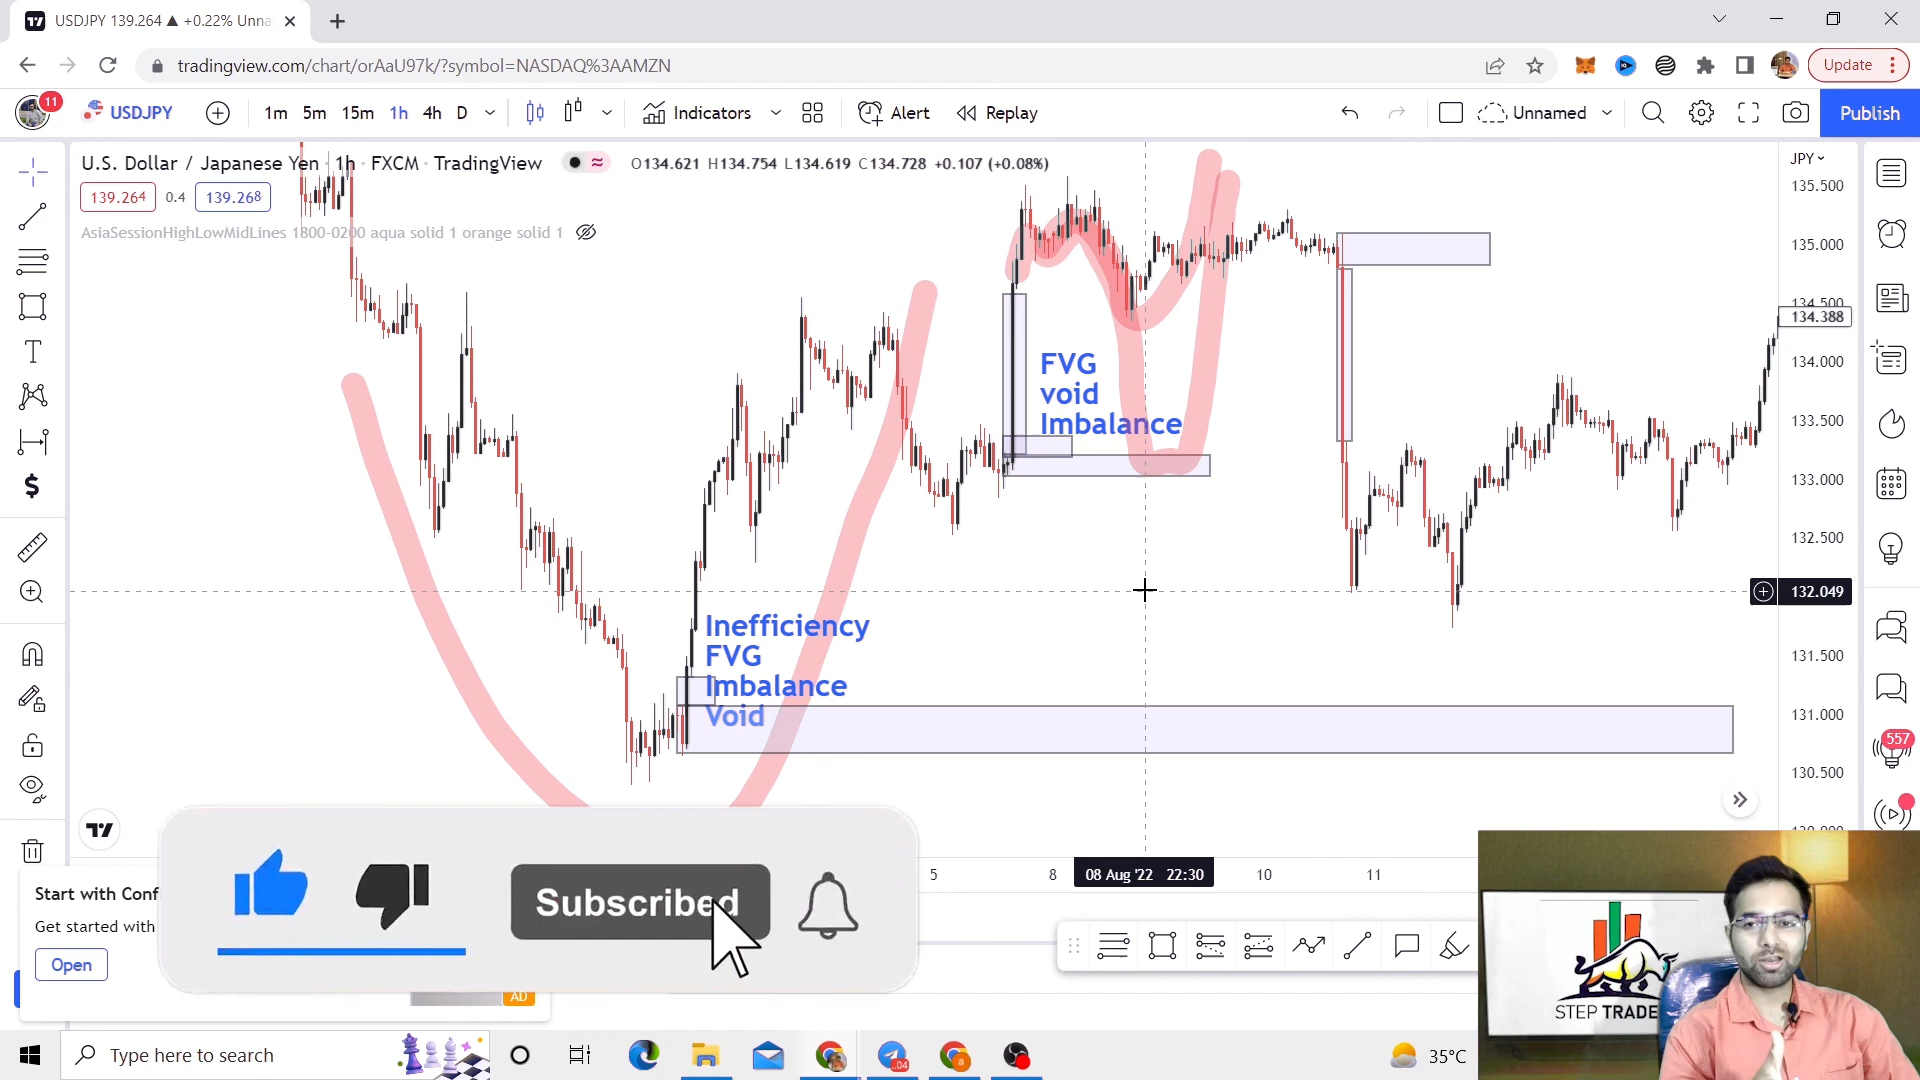 USDJPY 139.264 ▲ +0.22% Unna
tradingview.com/chart/orAaU97k/?symbol=NASDAQ%3AAMZN
Update
11
USDJPY
1m 5m 15m 1h 4h D
Indicators
Alert
Replay
Unnamed
Publish
U.S. Dollar / Japanese Yen · 1h · FXCM · TradingView
O134.621 H134.754 L134.619 C134.728 +0.107 (+0.08%)
139.264 0.4 139.268
AsiaSessionHighLowMidLines 1800-0200 aqua solid 1 orange solid 1
JPY
135.500
135.000
134.500
134.388
134.000
133.500
133.000
132.500
132.049
131.500
131.000
130.500
FVG
void
Imbalance
Inefficiency
FVG
Imbalance
Void
557
5 8 08 Aug '22 22:30 10 11
Start with Conf
Get started with
Open
AD
Subscribed
STEP TRADE
Type here to search
.04
35°C